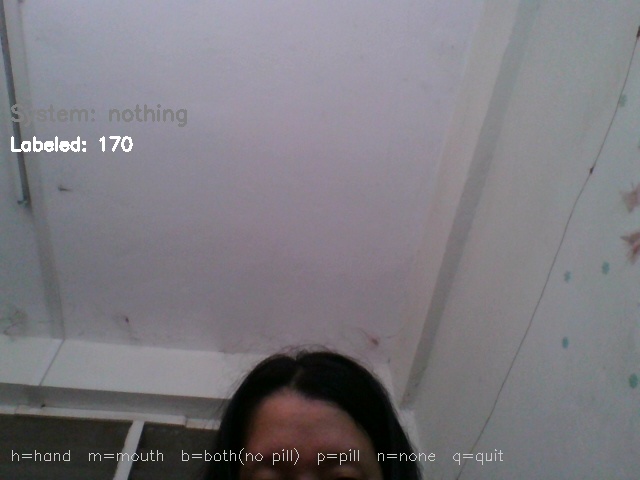 System: nothing
Labeled: 170
h=hand m=mouth b=both(no pill) p=pill n=none q=quit